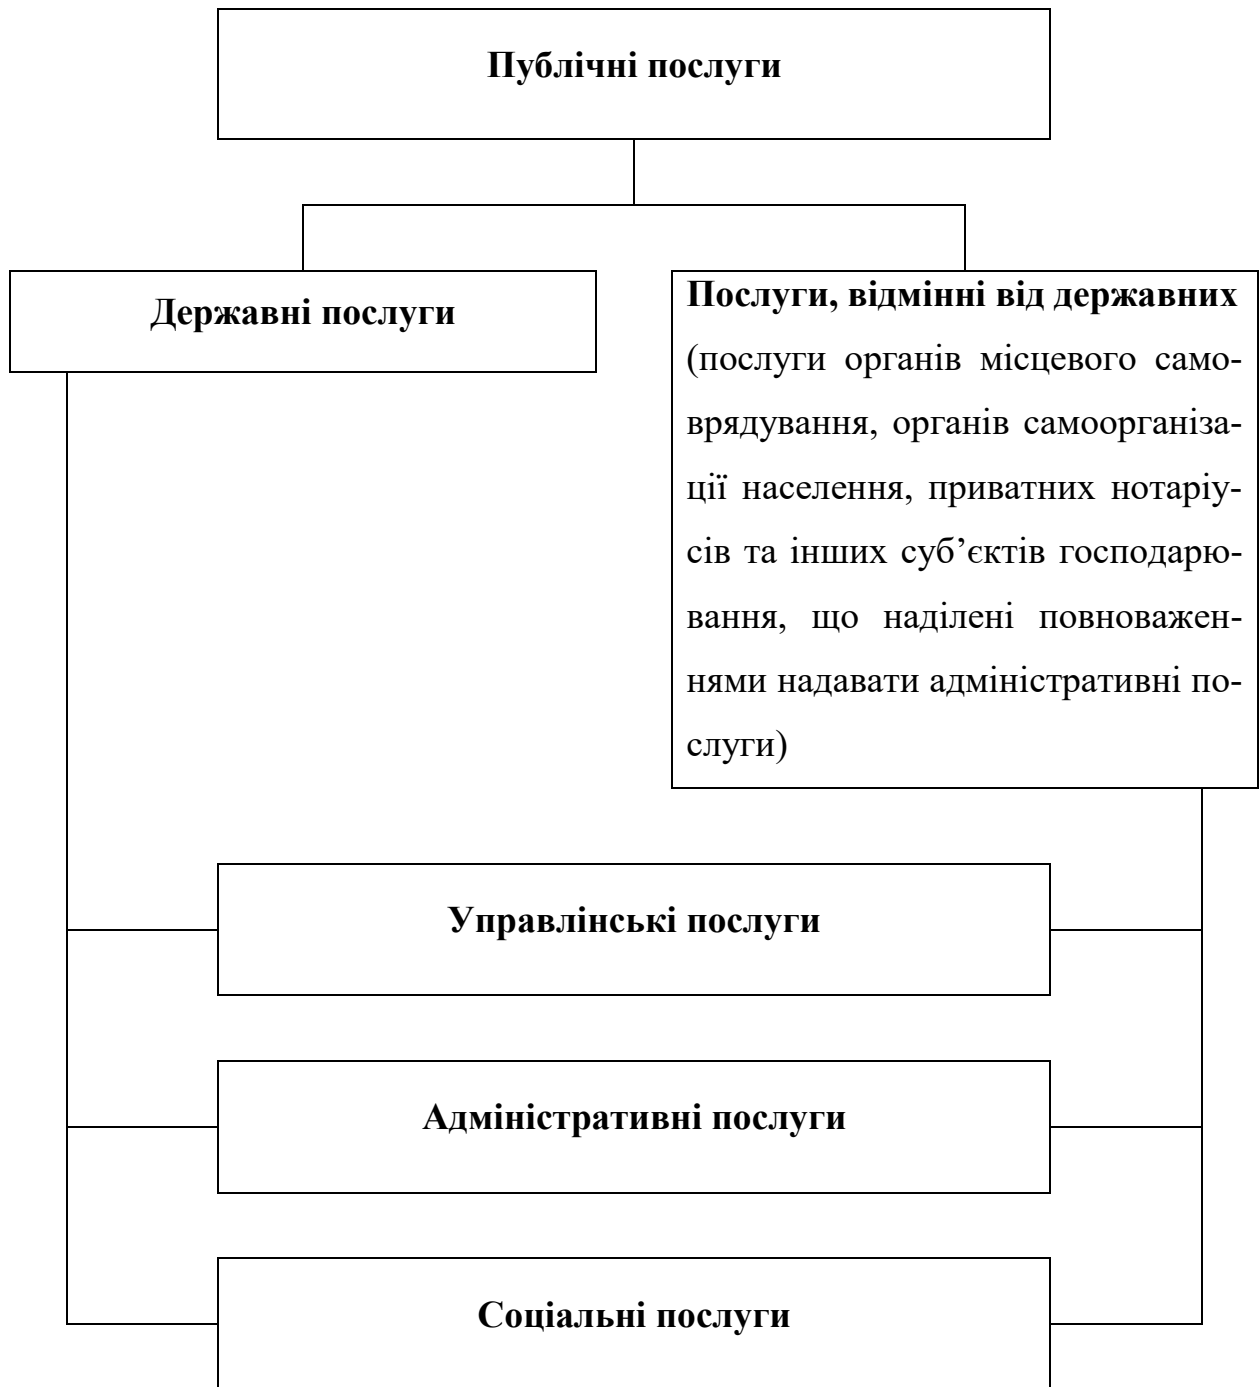 Публічні послуги
Державні послуги
Послуги, відмінні від державних
(послуги органів місцевого само-
врядування, органів самоорганіза-
ції населення, приватних нотаріу-
сів та інших суб’єктів господарю-
вання, що наділені повноважен-
нями надавати адміністративні по-
слуги)
Управлінські послуги
Адміністративні послуги
Соціальні послуги